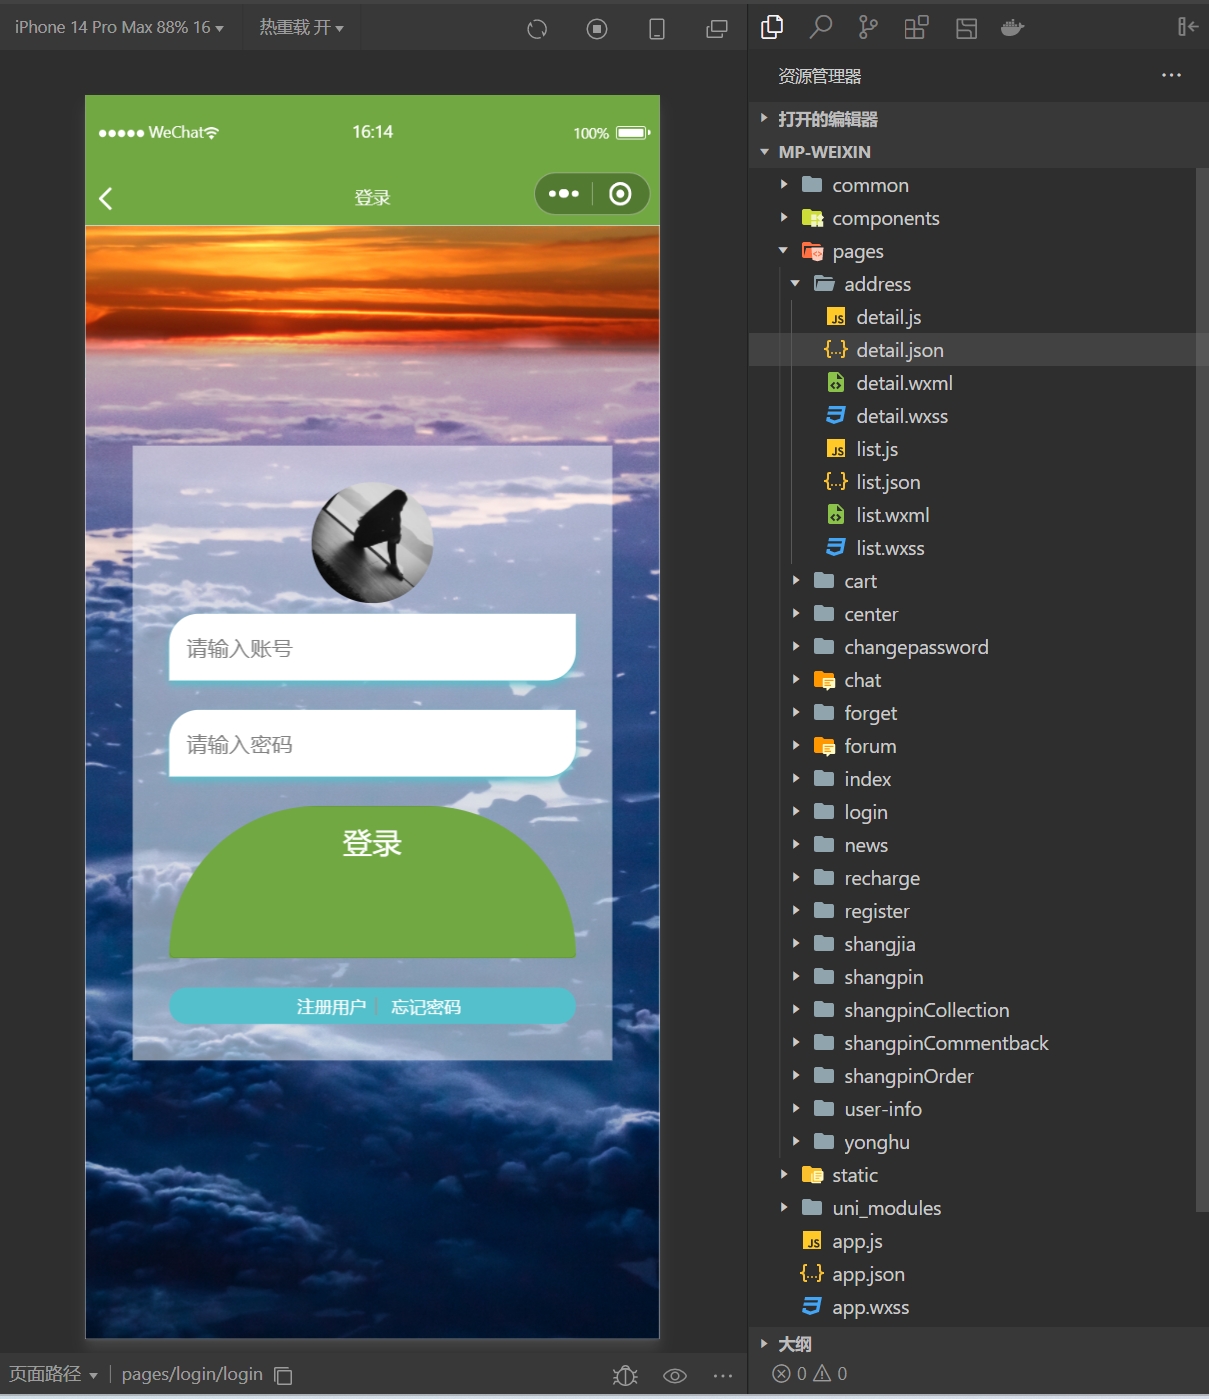 iPhone 14 Pro Max 88% 16
热重载 开
WeChat
16:14
100%
登录
请输入账号
请输入密码
登录
注册用户
忘记密码
页面路径
pages/login/login
资源管理器
打开的编辑器
MP-WEIXIN
common
components
pages
address
JS detail.js
{..} detail.json
detail.wxml
detail.wxss
JS list.js
{..} list.json
list.wxml
list.wxss
cart
center
changepassword
chat
forget
forum
index
login
news
recharge
register
shangjia
shangpin
shangpinCollection
shangpinCommentback
shangpinOrder
user-info
yonghu
static
uni_modules
JS app.js
{..} app.json
app.wxss
大纲
0
0